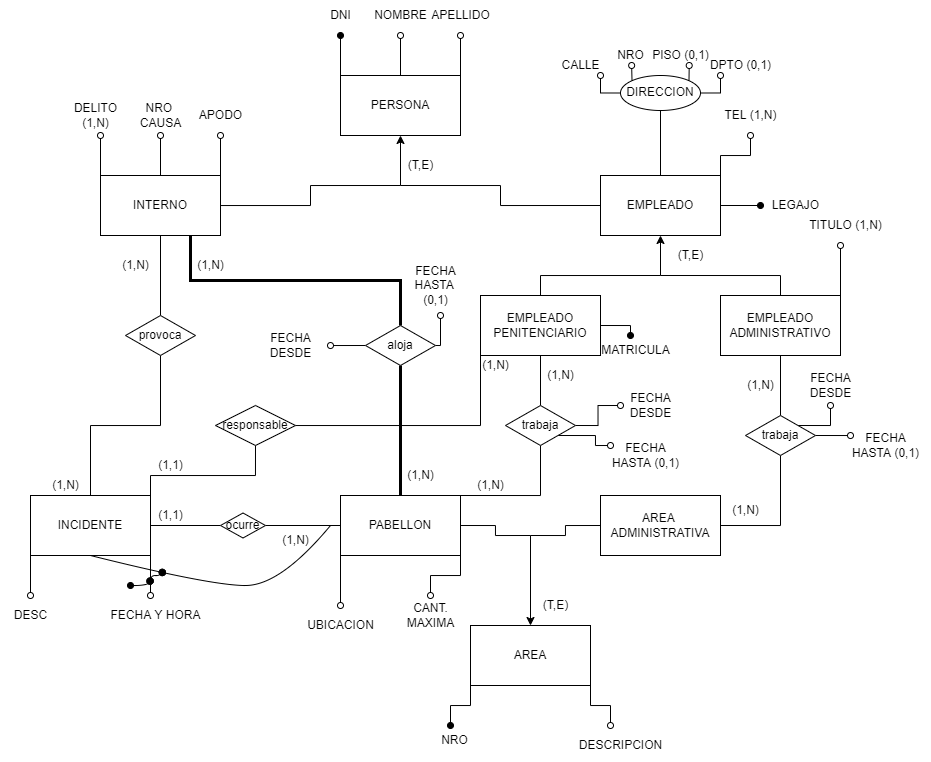 DNI
NOMBRE
APELLIDO
PERSONA
(T,E)
CALLE
NRO
PISO (0,1)
DPTO (0,1)
DIRECCION
TEL (1,N)
DELITO
(1,N)
NRO
CAUSA
APODO
INTERNO
EMPLEADO
LEGAJO
TITULO (1,N)
(T,E)
(1,N)
(1,N)
FECHA
HASTA
(0,1)
EMPLEADO
PENITENCIARIO
EMPLEADO
ADMINISTRATIVO
provoca
FECHA
DESDE
aloja
MATRICULA
(1,N)
(1,N)
(1,N)
FECHA
DESDE
FECHA
DESDE
responsable
trabaja
trabaja
FECHA
HASTA (0,1)
FECHA
HASTA (0,1)
(1,1)
(1,N)
(1,N)
(1,N)
(1,1)
(1,N)
INCIDENTE
ocurre
(1,N)
PABELLON
AREA
ADMINISTRATIVA
DESC
FECHA Y HORA
UBICACION
CANT.
MAXIMA
(T,E)
AREA
NRO
DESCRIPCION